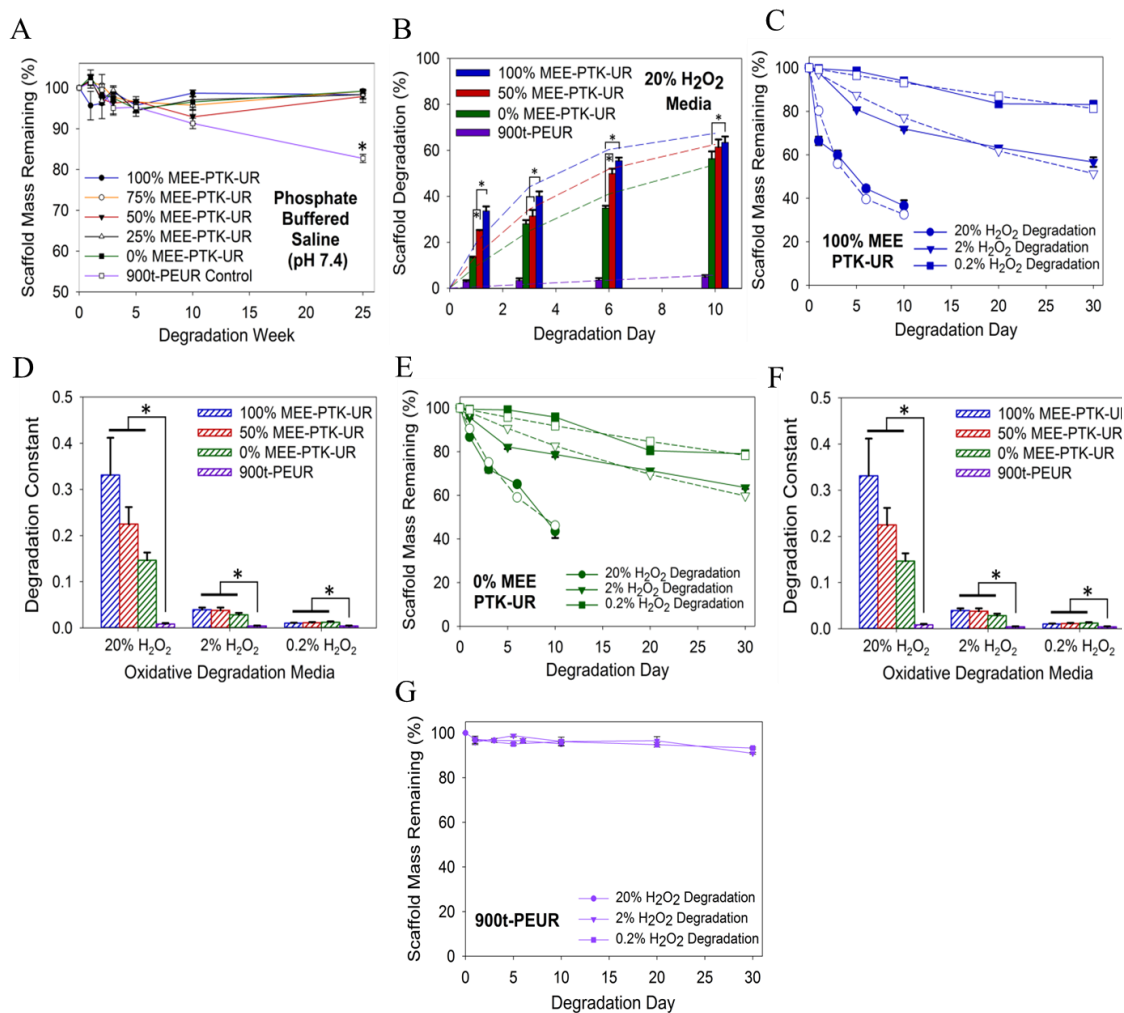 A
Scaffold Mass Remaining (%)
100
90
80
70
60
50
100% MEE-PTK-UR
75% MEE-PTK-UR
50% MEE-PTK-UR
25% MEE-PTK-UR
0% MEE-PTK-UR
900t-PEUR Control
Phosphate
Buffered
Saline
(pH 7.4)
*
0 5 10 15 20 25
Degradation Week
B
Scaffold Degradation (%)
100
80
60
40
20
0
100% MEE-PTK-UR
50% MEE-PTK-UR
0% MEE-PTK-UR
900t-PEUR
20% H2O2
Media
* * * * * * *
0 2 4 6 8 10
Degradation Day
C
Scaffold Mass Remaining (%)
100
80
60
40
20
0
100% MEE
PTK-UR
20% H2O2 Degradation
2% H2O2 Degradation
0.2% H2O2 Degradation
0 5 10 15 20 25 30
Degradation Day
D
Degradation Constant
0.5
0.4
0.3
0.2
0.1
0.0
100% MEE-PTK-UR
50% MEE-PTK-UR
0% MEE-PTK-UR
900t-PEUR
* * *
20% H2O2 2% H2O2 0.2% H2O2
Oxidative Degradation Media
E
Scaffold Mass Remaining (%)
100
80
60
40
20
0
0% MEE
PTK-UR
20% H2O2 Degradation
2% H2O2 Degradation
0.2% H2O2 Degradation
0 5 10 15 20 25 30
Degradation Day
F
Degradation Constant
0.5
0.4
0.3
0.2
0.1
0.0
100% MEE-PTK-UR
50% MEE-PTK-UR
0% MEE-PTK-UR
900t-PEUR
* * *
20% H2O2 2% H2O2 0.2% H2O2
Oxidative Degradation Media
G
Scaffold Mass Remaining (%)
100
80
60
40
20
0
900t-PEUR
20% H2O2 Degradation
2% H2O2 Degradation
0.2% H2O2 Degradation
0 5 10 15 20 25 30
Degradation Day